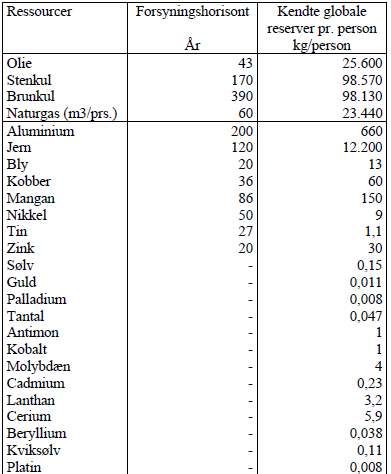 Ressourcer Forsyningshorisont Kendte globale
År reserver pr. person
kg/person
Olie 43 25.600
Stenkul 170 98.570
Brunkul 390 98.130
Naturgas (m3/prs.) 60 23.440
Aluminium 200 660
Jern 120 12.200
Bly 20 13
Kobber 36 60
Mangan 86 150
Nikkel 50 9
Tin 27 1,1
Zink 20 30
Sølv - 0,15
Guld - 0,011
Palladium - 0,008
Tantal - 0,047
Antimon - 1
Kobalt - 1
Molybdæn - 4
Cadmium - 0,23
Lanthan - 3,2
Cerium - 5,9
Beryllium - 0,038
Kviksølv - 0,11
Platin - 0,008